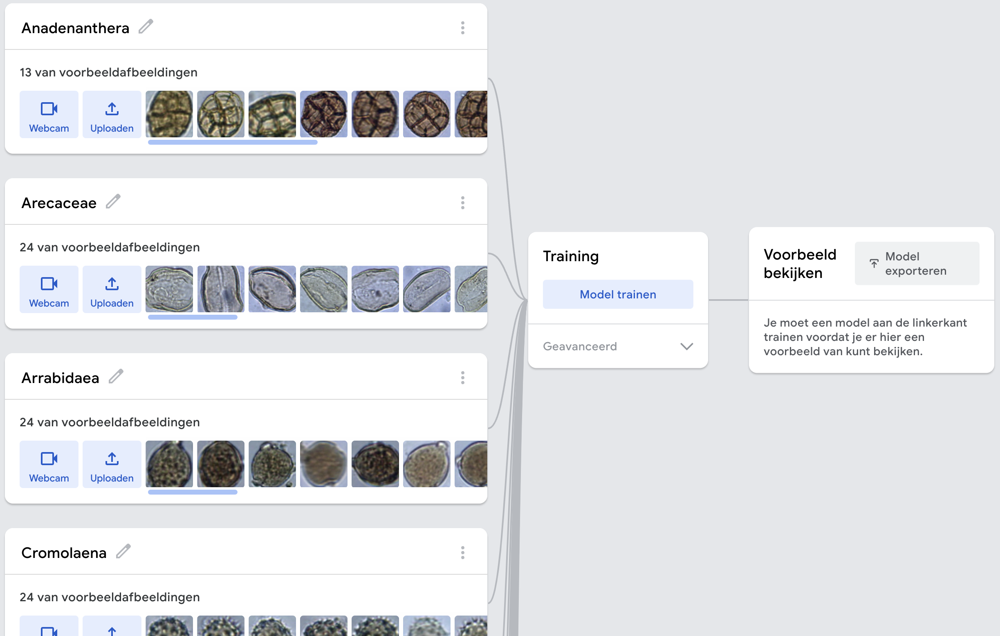 Anadenanthera
13 van voorbeeldafbeeldingen
Webcam
Uploaden
Arecaceae
24 van voorbeeldafbeeldingen
Webcam
Uploaden
Arrabidaea
24 van voorbeeldafbeeldingen
Webcam
Uploaden
Cromolaena
24 van voorbeeldafbeeldingen
Training
Model trainen
Geavanceerd
Voorbeeld
bekijken
Model
exporteren
Je moet een model aan de linkerkant
trainen voordat je er hier een
voorbeeld van kunt bekijken.